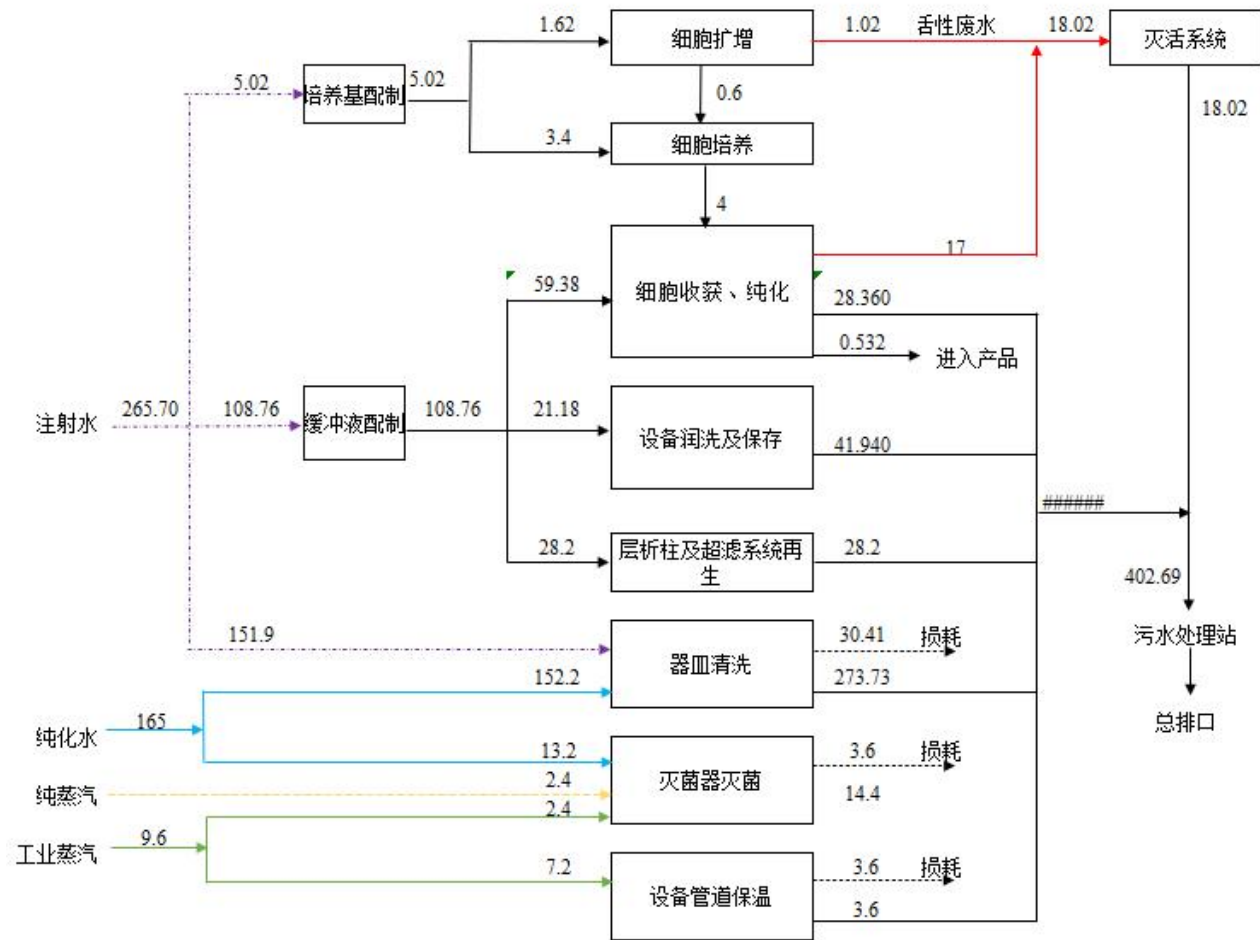 1.62
细胞扩增
1.02
舌性废水
18.02
灭活系统
5.02
培养基配制
5.02
0.6
18.02
3.4
细胞培养
4
17
59.38
细胞收获、纯化
28.360
0.532
进入产品
注射水
265.70
108.76
缓冲液配制
108.76
21.18
设备润洗及保存
41.940
######
28.2
层析柱及超滤系统再
生
28.2
402.69
151.9
30.41
损耗
污水处理站
器皿清洗
152.2
273.73
纯化水
165
总排口
13.2
3.6
损耗
纯蒸汽
2.4
灭菌器灭菌
14.4
2.4
工业蒸汽
9.6
7.2
3.6
损耗
设备管道保温
3.6